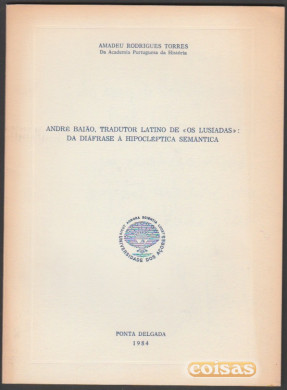 AMADEU RODRIGUES TORRES
Da Academia Portuguesa da História
ANDRÉ BAIÃO, TRADUTOR LATINO DE «OS LUSIADAS»:
DA DIÁFRASE A HIPOCLEPTICA SEMANTICA
UNIVERSIDADE DOS AÇORES
PONTA DELGADA
1984
coisas